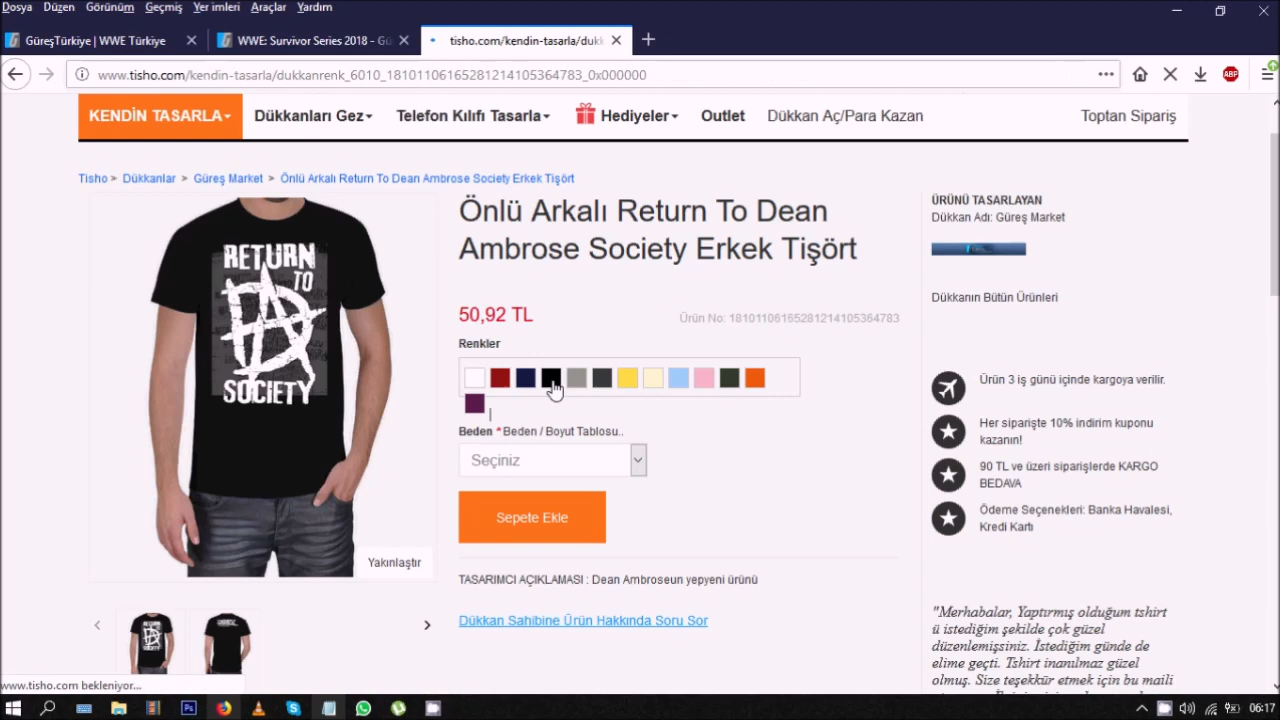 Dosya Düzen Görünüm Geçmiş Yer imleri Araçlar Yardım
GüreşTürkiye | WWE Türkiye
WWE: Survivor Series 2018 - Gü
tisho.com/kendin-tasarla/dukk
www.tisho.com/kendin-tasarla/dukkanrenk_6010_18101106165281214105364783_0x000000
ABP
KENDİN TASARLA
Dükkanları Gez
Telefon Kılıfı Tasarla
Hediyeler
Outlet
Dükkan Aç/Para Kazan
Toptan Sipariş
Tisho > Dükkanlar > Güreş Market > Önlü Arkalı Return To Dean Ambrose Society Erkek Tişört
RETURN
TO
DA
SOCIETY
Yakınlaştır
Önlü Arkalı Return To Dean
Ambrose Society Erkek Tişört
50,92 TL
Ürün No: 18101106165281214105364783
Renkler
Beden * Beden / Boyut Tablosu..
Seçiniz
Sepete Ekle
TASARIMCI AÇIKLAMASI : Dean Ambroseun yepyeni ürünü
Dükkan Sahibine Ürün Hakkında Soru Sor
ÜRÜNÜ TASARLAYAN
Dükkan Adı: Güreş Market
Dükkanın Bütün Ürünleri
Ürün 3 iş günü içinde kargoya verilir.
Her siparişte 10% indirim kuponu
kazanın!
90 TL ve üzeri siparişlerde KARGO
BEDAVA
Ödeme Seçenekleri: Banka Havalesi,
Kredi Kartı
"Merhabalar, Yaptırmış olduğum tshirt
ü istediğim şekilde çok güzel
düzenlemişsiniz. İstediğim günde de
elime geçti. Tshirt inanılmaz güzel
olmuş. Size teşekkür etmek için bu maili
www.tisho.com bekleniyor...
06:17